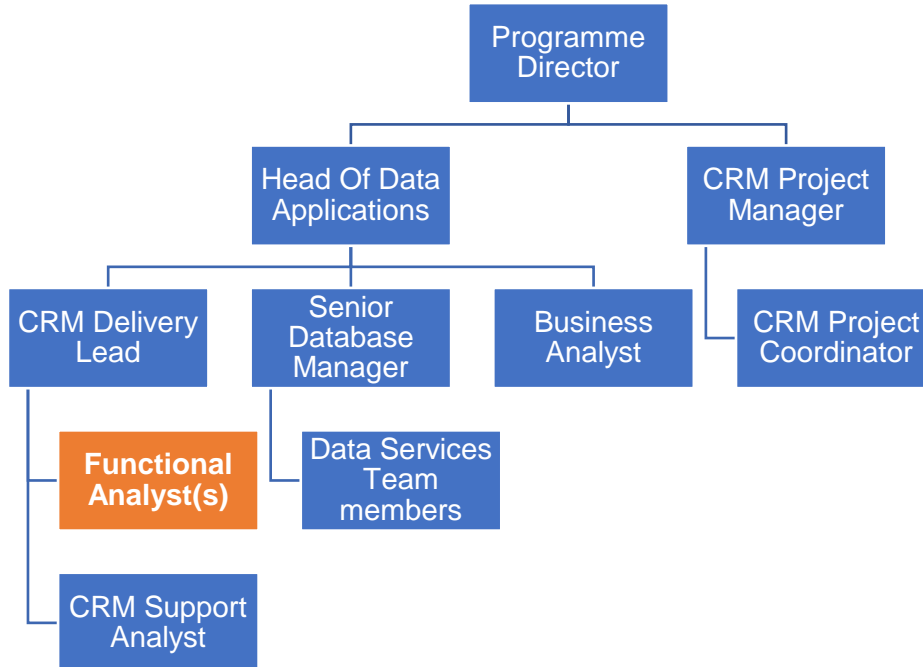 Programme
Director
Head Of Data
Applications
CRM Project
Manager
CRM Delivery
Lead
Senior
Database
Manager
Business
Analyst
CRM Project
Coordinator
Functional
Analyst(s)
Data Services
Team
members
CRM Support
Analyst